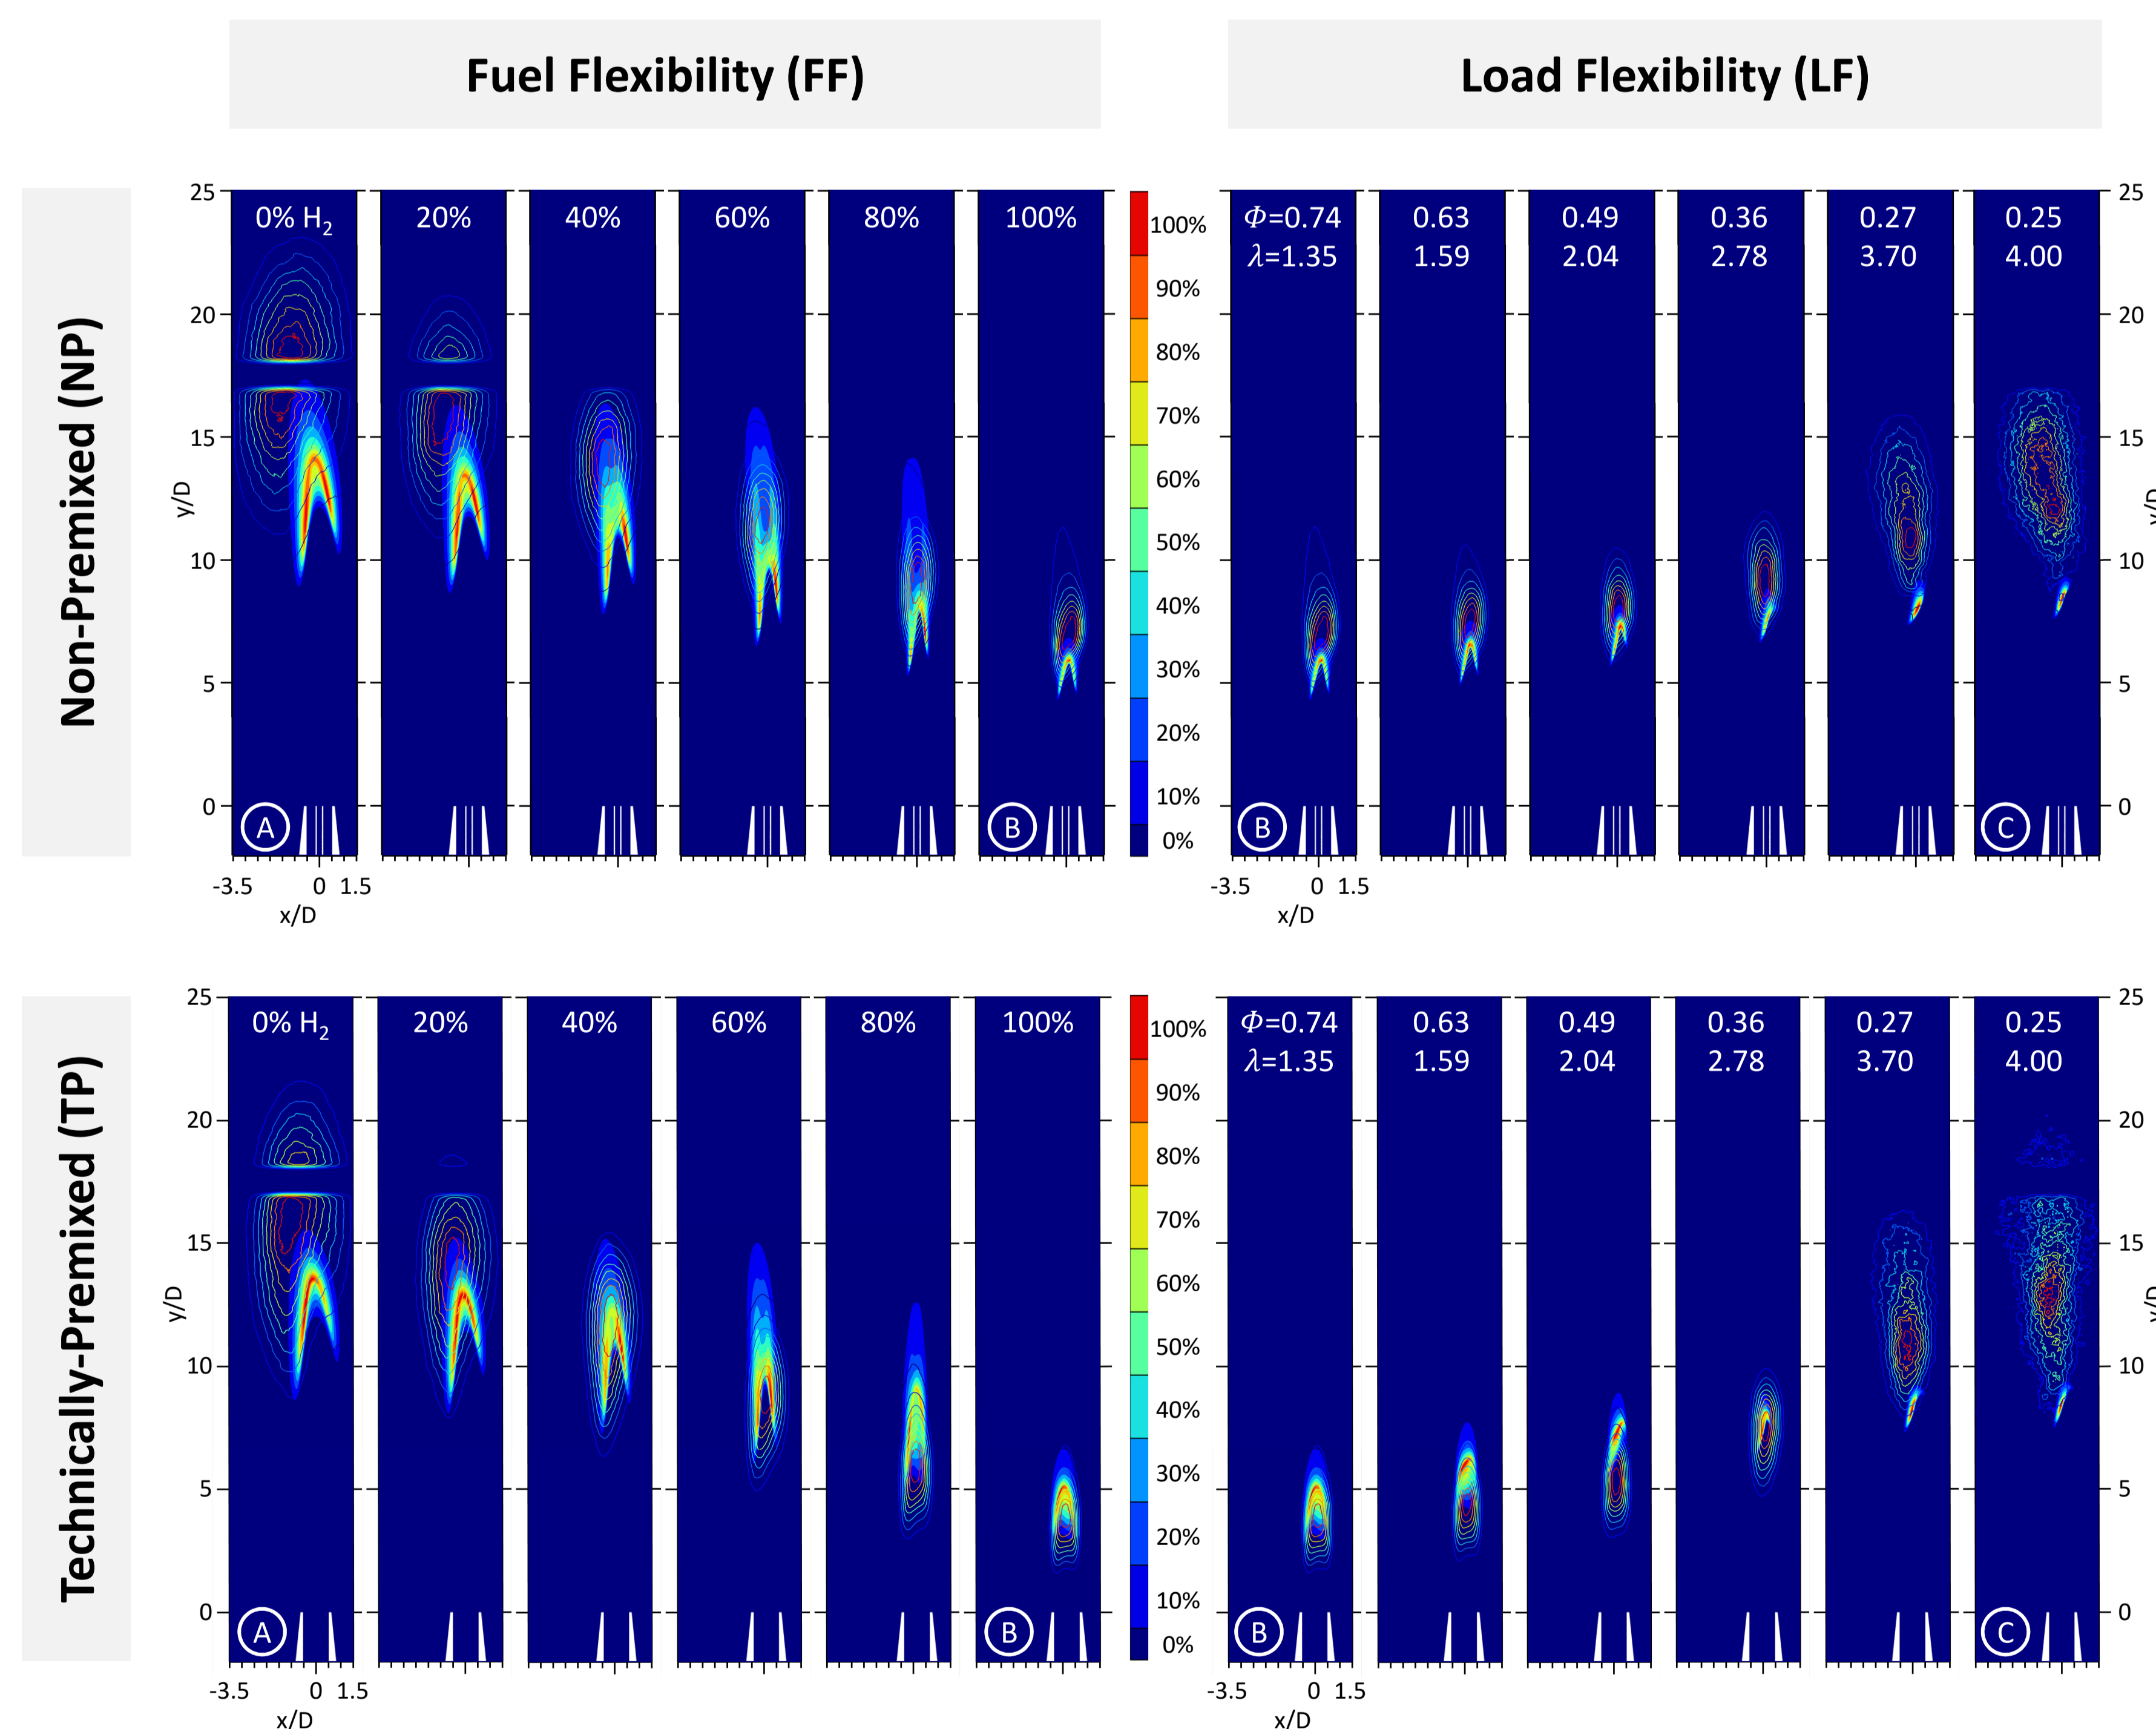 Fuel Flexibility (FF)
Load Flexibility (LF)
Non-Premixed (NP)
25
20
15
10
5
0
y/D
0% H2
20%
40%
60%
80%
100%
A
B
-3.5 0 1.5
x/D
100%
90%
80%
70%
60%
50%
40%
30%
20%
10%
0%
Φ=0.74
λ=1.35
0.63
1.59
0.49
2.04
0.36
2.78
0.27
3.70
0.25
4.00
B
C
-3.5 0 1.5
x/D
25
20
15
10
5
0
y/D
Technically-Premixed (TP)
25
20
15
10
5
0
y/D
0% H2
20%
40%
60%
80%
100%
A
B
-3.5 0 1.5
x/D
100%
90%
80%
70%
60%
50%
40%
30%
20%
10%
0%
Φ=0.74
λ=1.35
0.63
1.59
0.49
2.04
0.36
2.78
0.27
3.70
0.25
4.00
B
C
-3.5 0 1.5
x/D
25
20
15
10
5
0
y/D